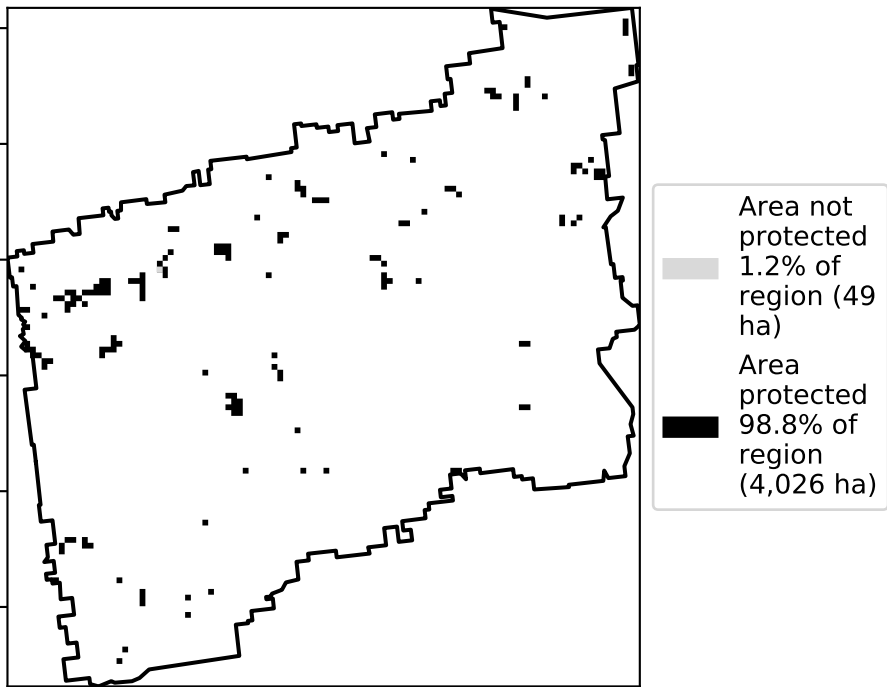 Area not
protected
1.2% of
region (49
ha)
Area
protected
98.8% of
region
(4,026 ha)